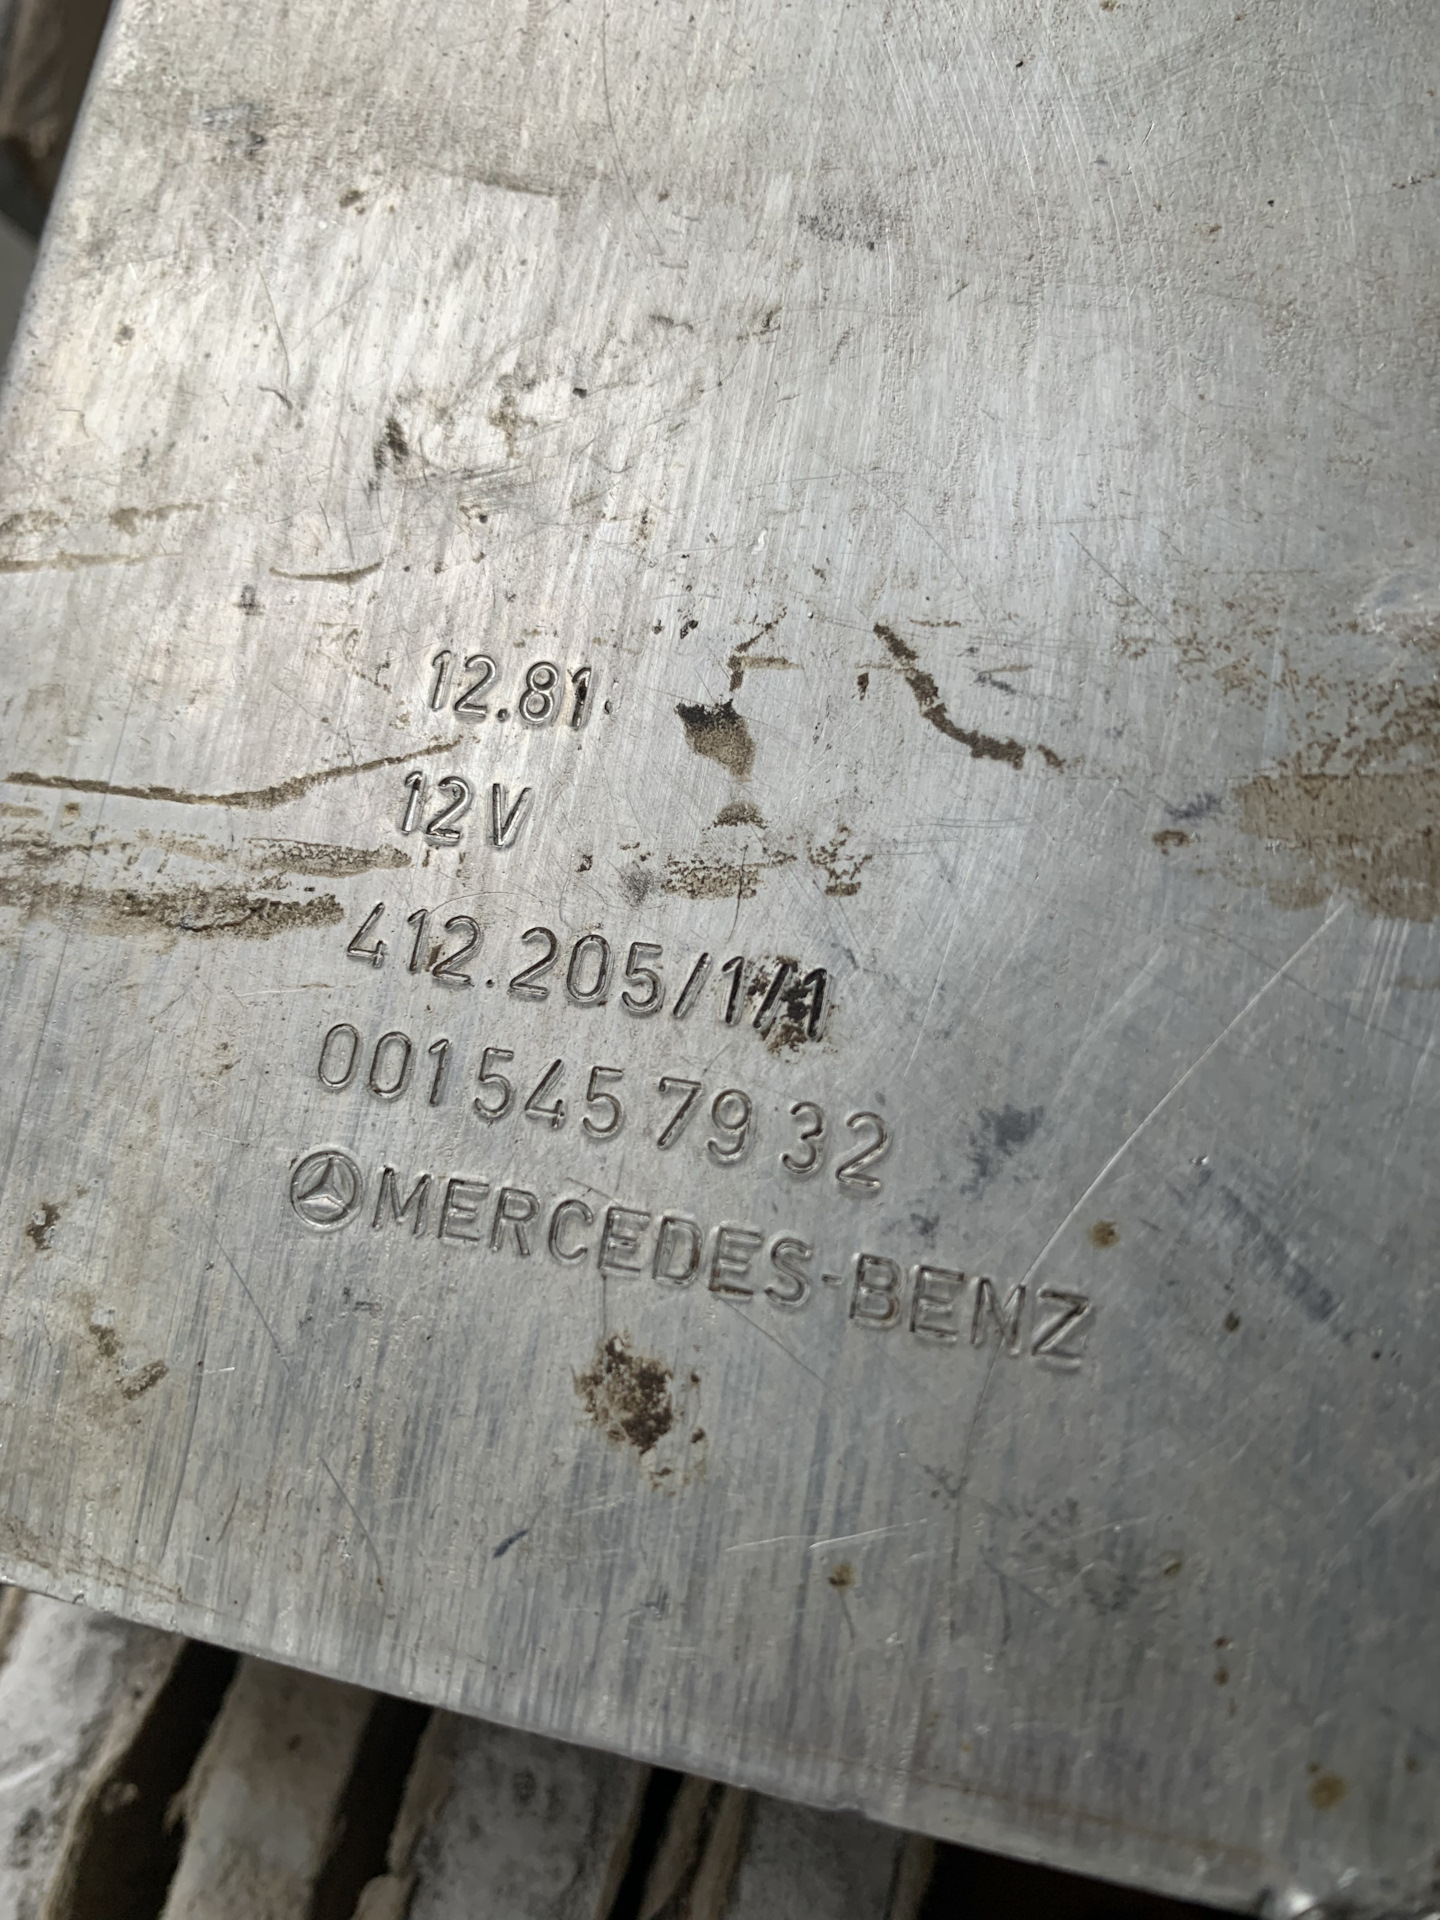 12.81
12V
412.205/1/1
001 545 79 32
MERCEDES-BENZ